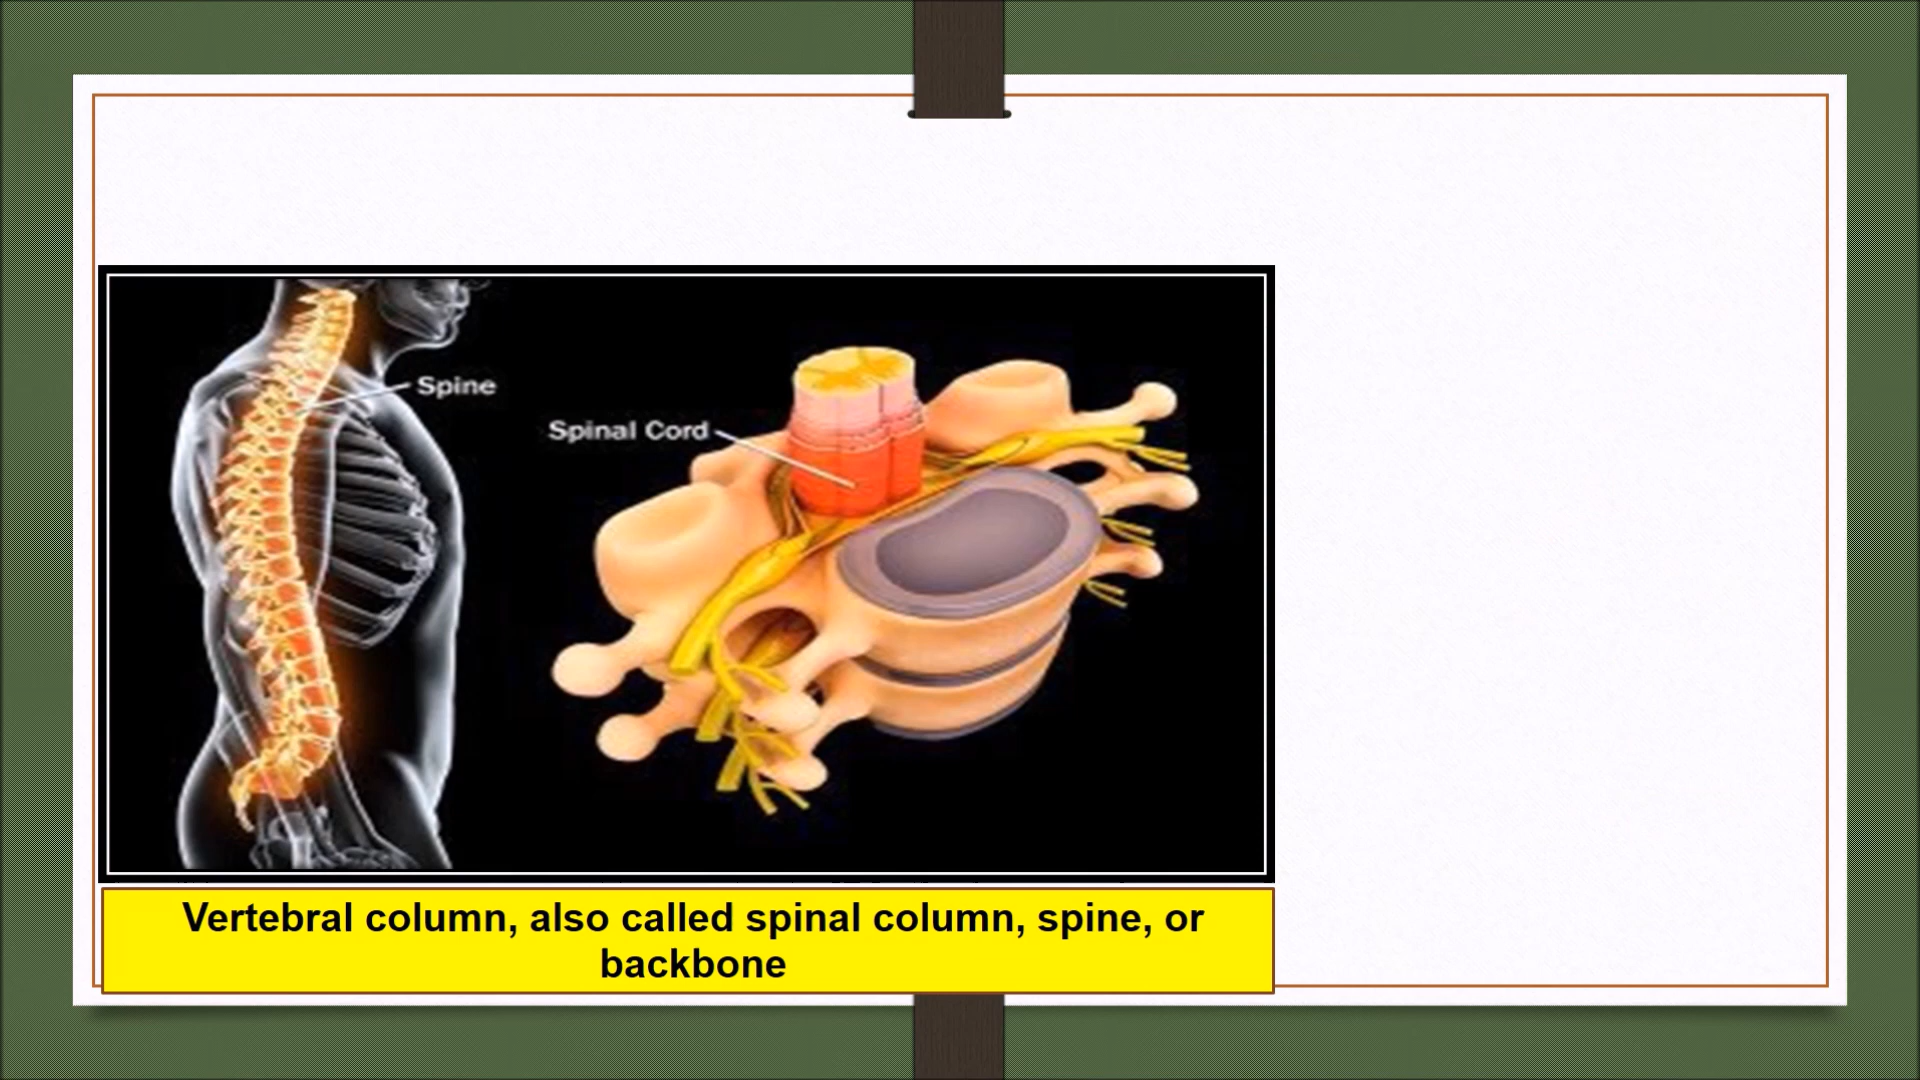 Spine
Spinal Cord
Vertebral column, also called spinal column, spine, or
backbone